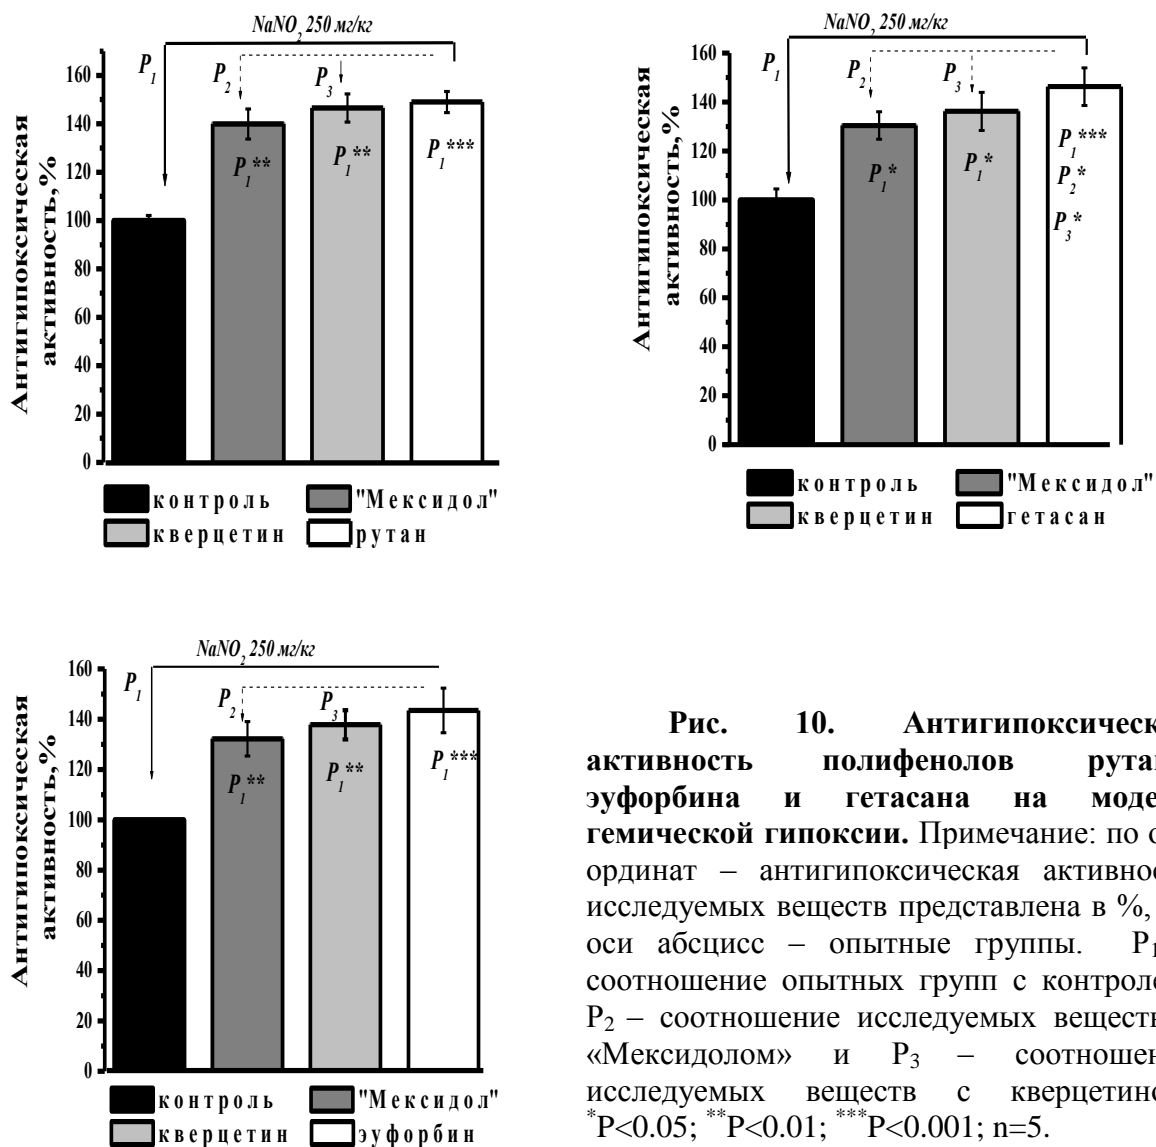 NaNO2 250 мг/кг
P1
P2
P3
P1**
P1**
P1***
Антигипоксическая
активность,%
160
140
120
100
80
60
40
20
0
контроль "Мексидол"
кверцетин рутан
NaNO2 250 мг/кг
P1
P2
P3
P1*
P1*
P1***
P2*
P3*
Антигипоксическая
активность,%
160
140
120
100
80
60
40
20
0
контроль "Мексидол"
кверцетин гетасан
NaNO2 250 мг/кг
P1
P2
P3
P1**
P1**
P1***
Антигипоксическая
активность,%
160
140
120
100
80
60
40
20
0
контроль "Мексидол"
кверцетин эуфорбин
Рис. 10. Антигипоксическ
активность полифенолов рута
эуфорбина и гетасана на моде
гемической гипоксии. Примечание: по о
ординат – антигипоксическая активнос
исследуемых веществ представлена в %,
оси абсцисс – опытные группы. P1
соотношение опытных групп с контроле
P2 – соотношение исследуемых веществ
«Мексидолом» и P3 – соотношен
исследуемых веществ с кверцетино
*P<0.05; **P<0.01; ***P<0.001; n=5.